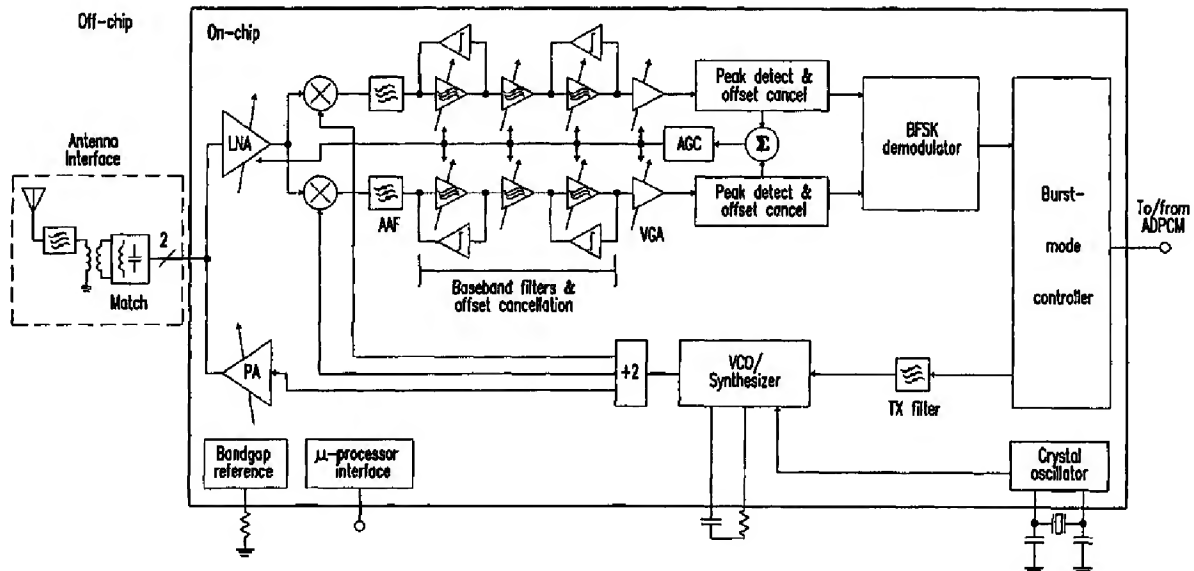 Off-chip
On-chip
Antenna
Interface
2
Match
LNA
AAF
VGA
AGC
Σ
Peak detect &
offset cancel
Peak detect &
offset cancel
BFSK
demodulator
Burst-
mode
controller
To/from
ADPCM
Baseband filters &
offset cancellation
PA
÷2
VCO/
Synthesizer
TX filter
Bandgap
reference
μ-processor
interface
Crystal
oscillator